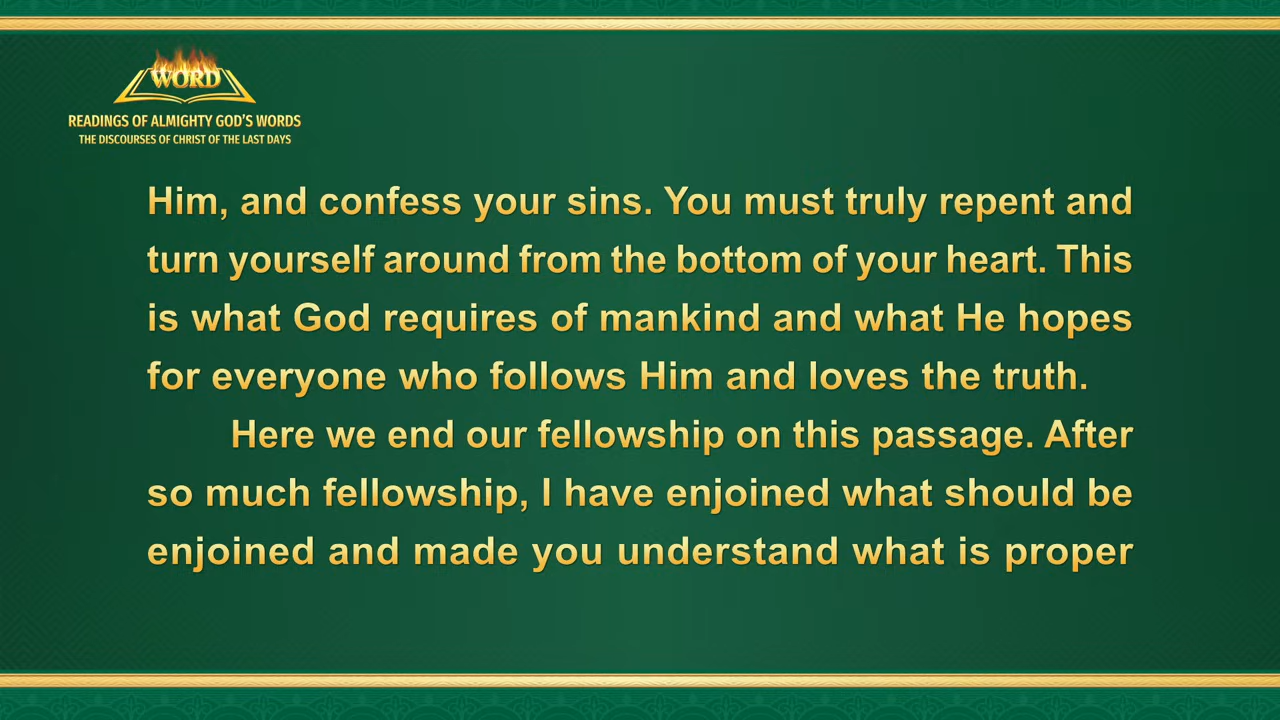 WORD
READINGS OF ALMIGHTY GOD'S WORDS
THE DISCOURSES OF CHRIST OF THE LAST DAYS
Him, and confess your sins. You must truly repent and
turn yourself around from the bottom of your heart. This
is what God requires of mankind and what He hopes
for everyone who follows Him and loves the truth.
Here we end our fellowship on this passage. After
so much fellowship, I have enjoined what should be
enjoined and made you understand what is proper